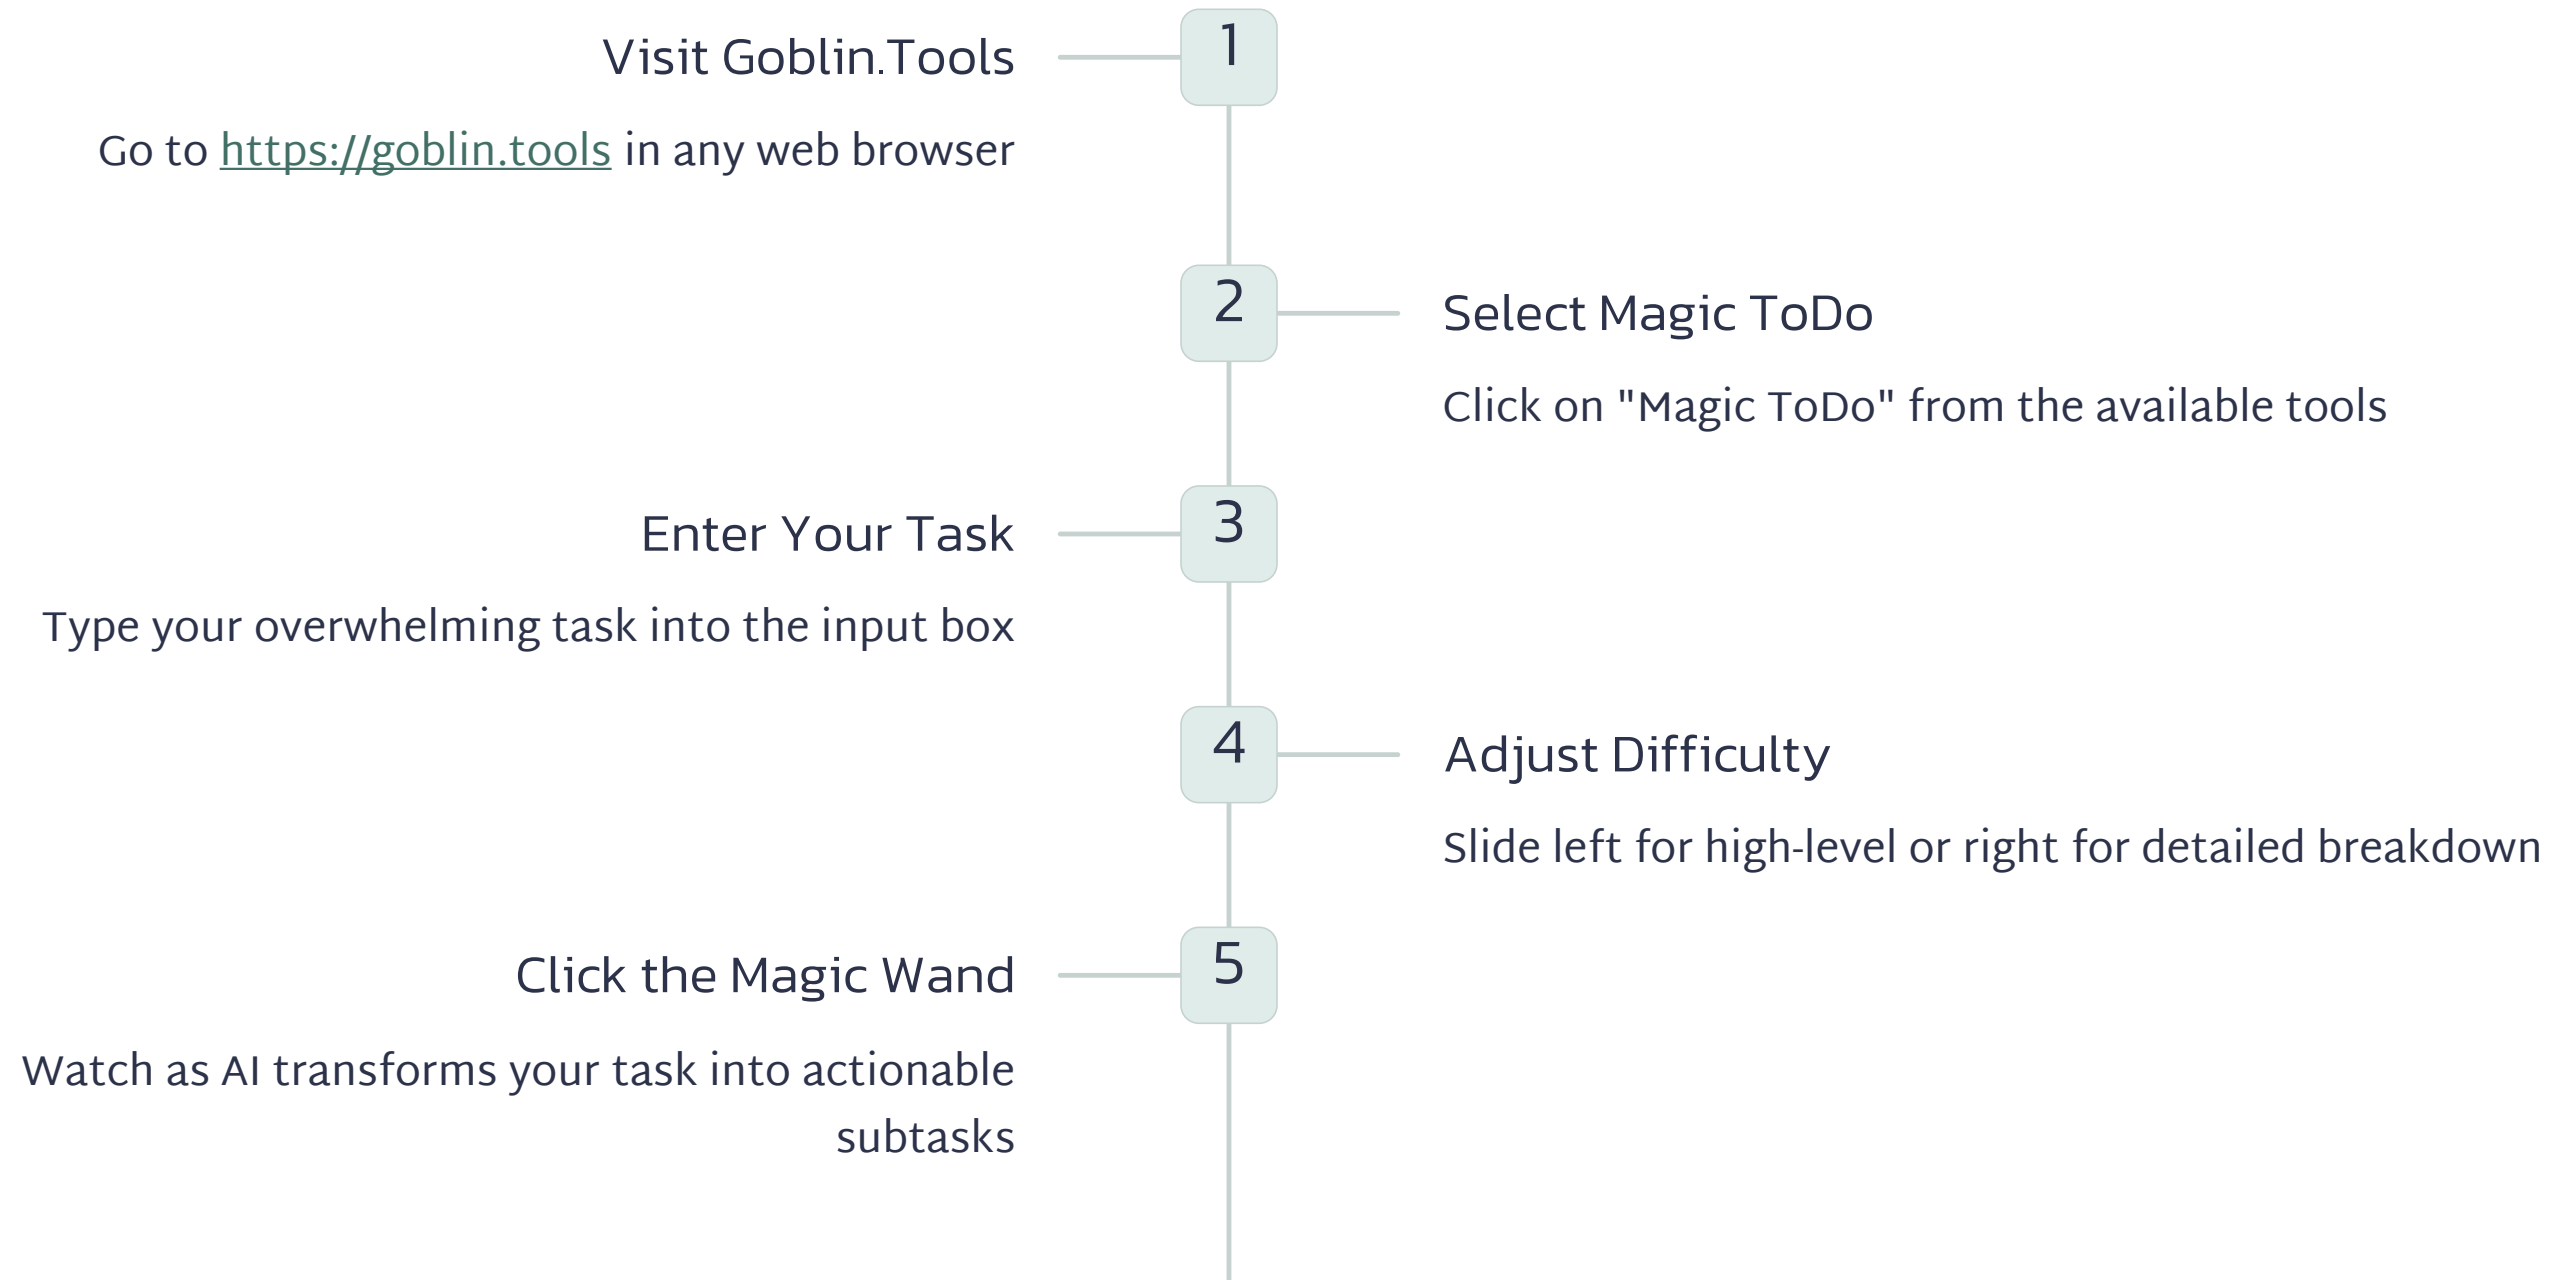 1
Visit Goblin.Tools
Go to https://goblin.tools in any web browser
2
Select Magic ToDo
Click on "Magic ToDo" from the available tools
3
Enter Your Task
Type your overwhelming task into the input box
4
Adjust Difficulty
Slide left for high-level or right for detailed breakdown
5
Click the Magic Wand
Watch as AI transforms your task into actionable
subtasks